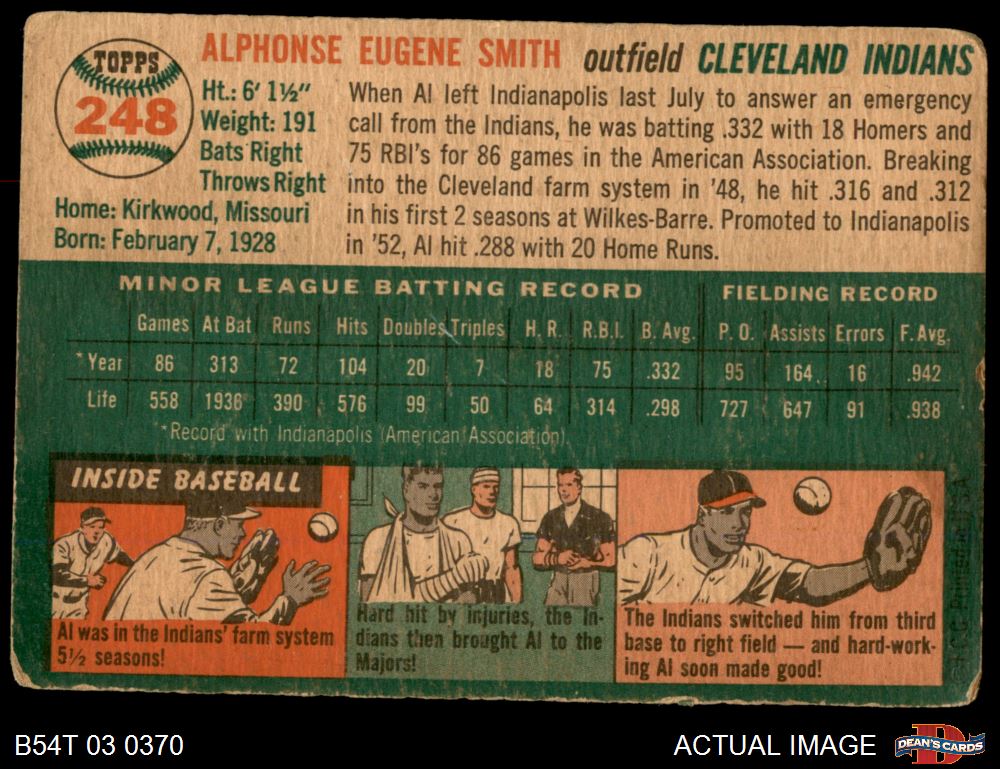 TOPPS
248
ALPHONSE EUGENE SMITH outfield CLEVELAND INDIANS
Ht.: 6' 1½"
Weight: 191
Bats Right
Throws Right
Home: Kirkwood, Missouri
Born: February 7, 1928
When Al left Indianapolis last July to answer an emergency
call from the Indians, he was batting .332 with 18 Homers and
75 RBI's for 86 games in the American Association. Breaking
into the Cleveland farm system in '48, he hit .316 and .312
in his first 2 seasons at Wilkes-Barre. Promoted to Indianapolis
in '52, Al hit .288 with 20 Home Runs.
MINOR LEAGUE BATTING RECORD FIELDING RECORD
Games At Bat Runs Hits Doubles Triples H. R. R.B.I. B. Avg. P. O. Assists Errors F. Avg.
*Year 86 313 72 104 20 7 18 75 .332 95 164 16 .942
Life 558 1936 390 576 99 50 64 314 .298 727 647 91 .938
*Record with Indianapolis (American Association).
INSIDE BASEBALL
Al was in the Indians' farm system
5½ seasons!
Hard hit by injuries, the In-
dians then brought Al to the
Majors!
The Indians switched him from third
base to right field — and hard-work-
ing Al soon made good!
B54T 03 0370
ACTUAL IMAGE
DEAN'S CARDS